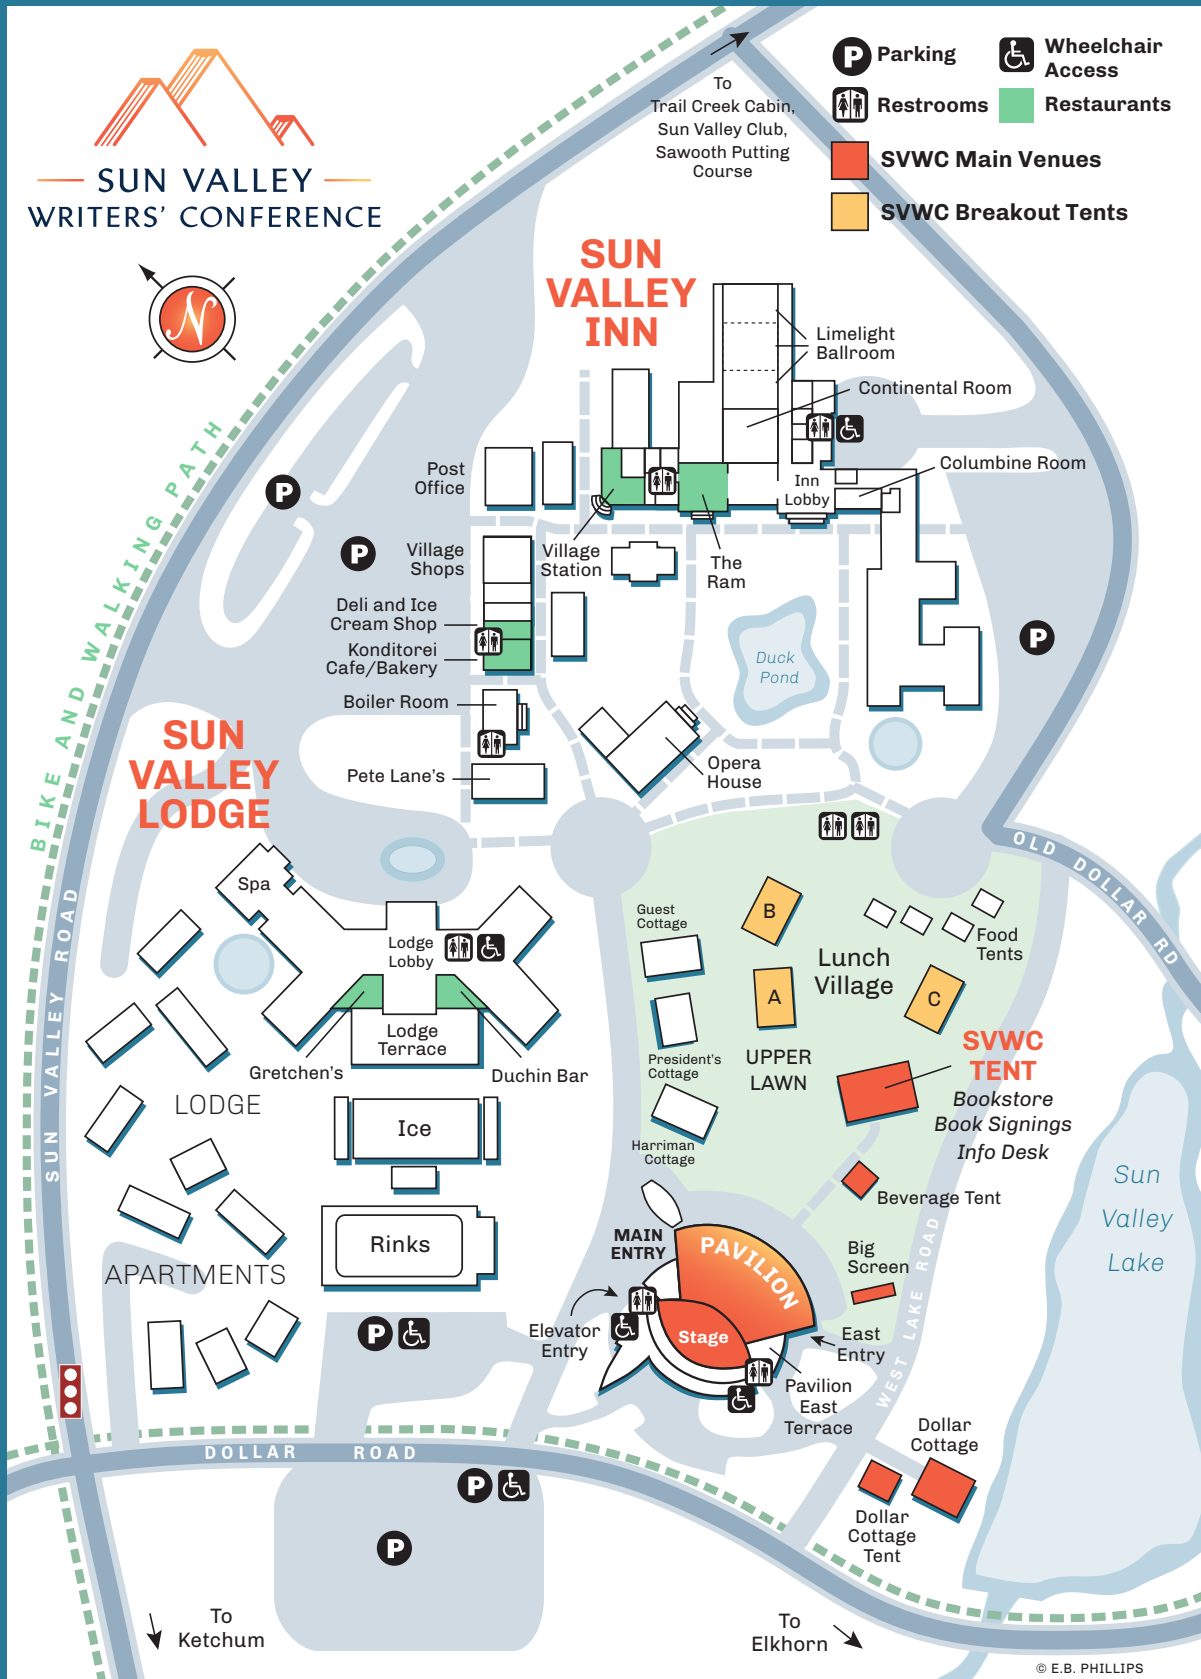 SUN VALLEY
WRITERS' CONFERENCE
N
P Parking
Wheelchair
Access
Restrooms
Restaurants
SVWC Main Venues
SVWC Breakout Tents
To
Trail Creek Cabin,
Sun Valley Club,
Sawooth Putting
Course
SUN
VALLEY
INN
Limelight
Ballroom
Continental Room
Columbine Room
Inn
Lobby
Post
Office
P
P
Village
Shops
Village
Station
The
Ram
Deli and Ice
Cream Shop
Konditorei
Cafe/Bakery
Boiler Room
Pete Lane's
Duck
Pond
P
Opera
House
BIKE AND WALKING PATH
SUN
VALLEY
LODGE
SUN VALLEY ROAD
OLD DOLLAR RD
Spa
Lodge
Lobby
Lodge
Terrace
Gretchen's
Duchin Bar
LODGE
APARTMENTS
Ice
Rinks
Guest
Cottage
President's
Cottage
Harriman
Cottage
B
A
C
Lunch
Village
Food
Tents
UPPER
LAWN
SVWC
TENT
Bookstore
Book Signings
Info Desk
Beverage Tent
Sun
Valley
Lake
MAIN
ENTRY
PAVILION
Stage
Big
Screen
Elevator
Entry
East
Entry
Pavilion
East
Terrace
WEST LAKE ROAD
P
DOLLAR ROAD
P
P
Dollar
Cottage
Dollar
Cottage
Tent
To
Ketchum
To
Elkhorn
© E.B. PHILLIPS